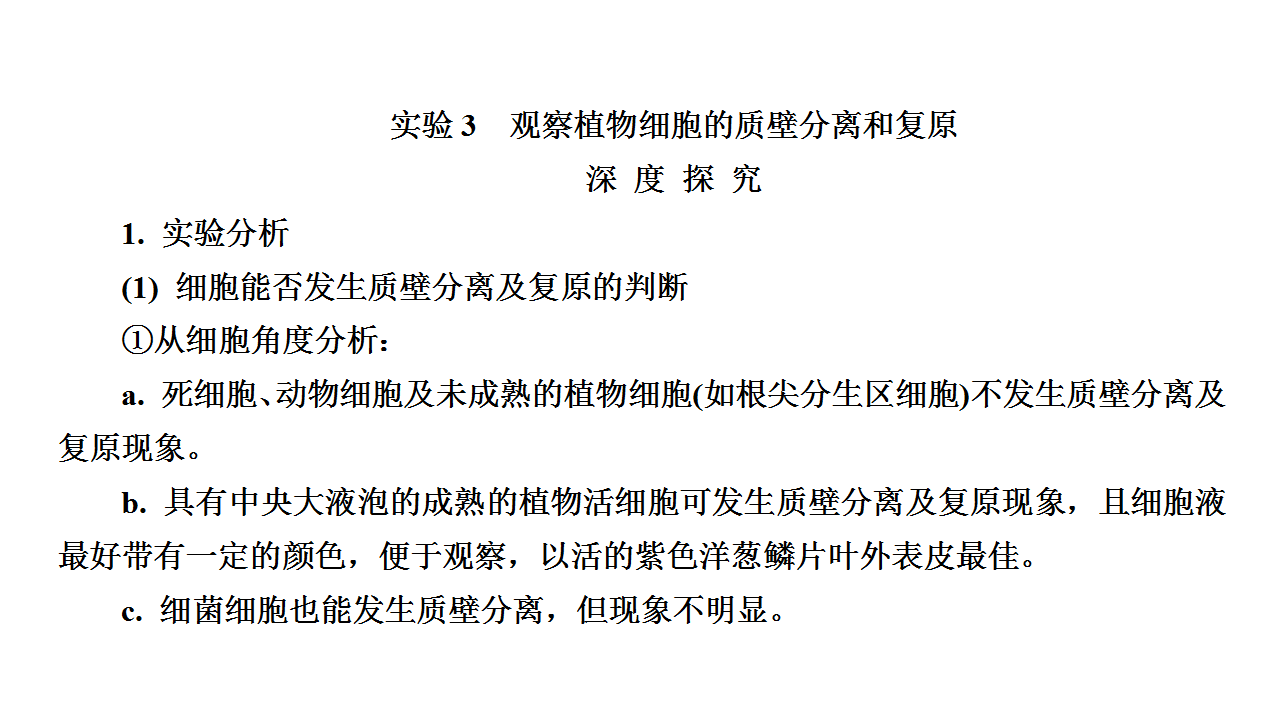 实验3　观察植物细胞的质壁分离和复原
深 度 探 究
1. 实验分析
(1) 细胞能否发生质壁分离及复原的判断
①从细胞角度分析：
a. 死细胞、动物细胞及未成熟的植物细胞(如根尖分生区细胞)不发生质壁分离及
复原现象。
b. 具有中央大液泡的成熟的植物活细胞可发生质壁分离及复原现象，且细胞液
最好带有一定的颜色，便于观察，以活的紫色洋葱鳞片叶外表皮最佳。
c. 细菌细胞也能发生质壁分离，但现象不明显。